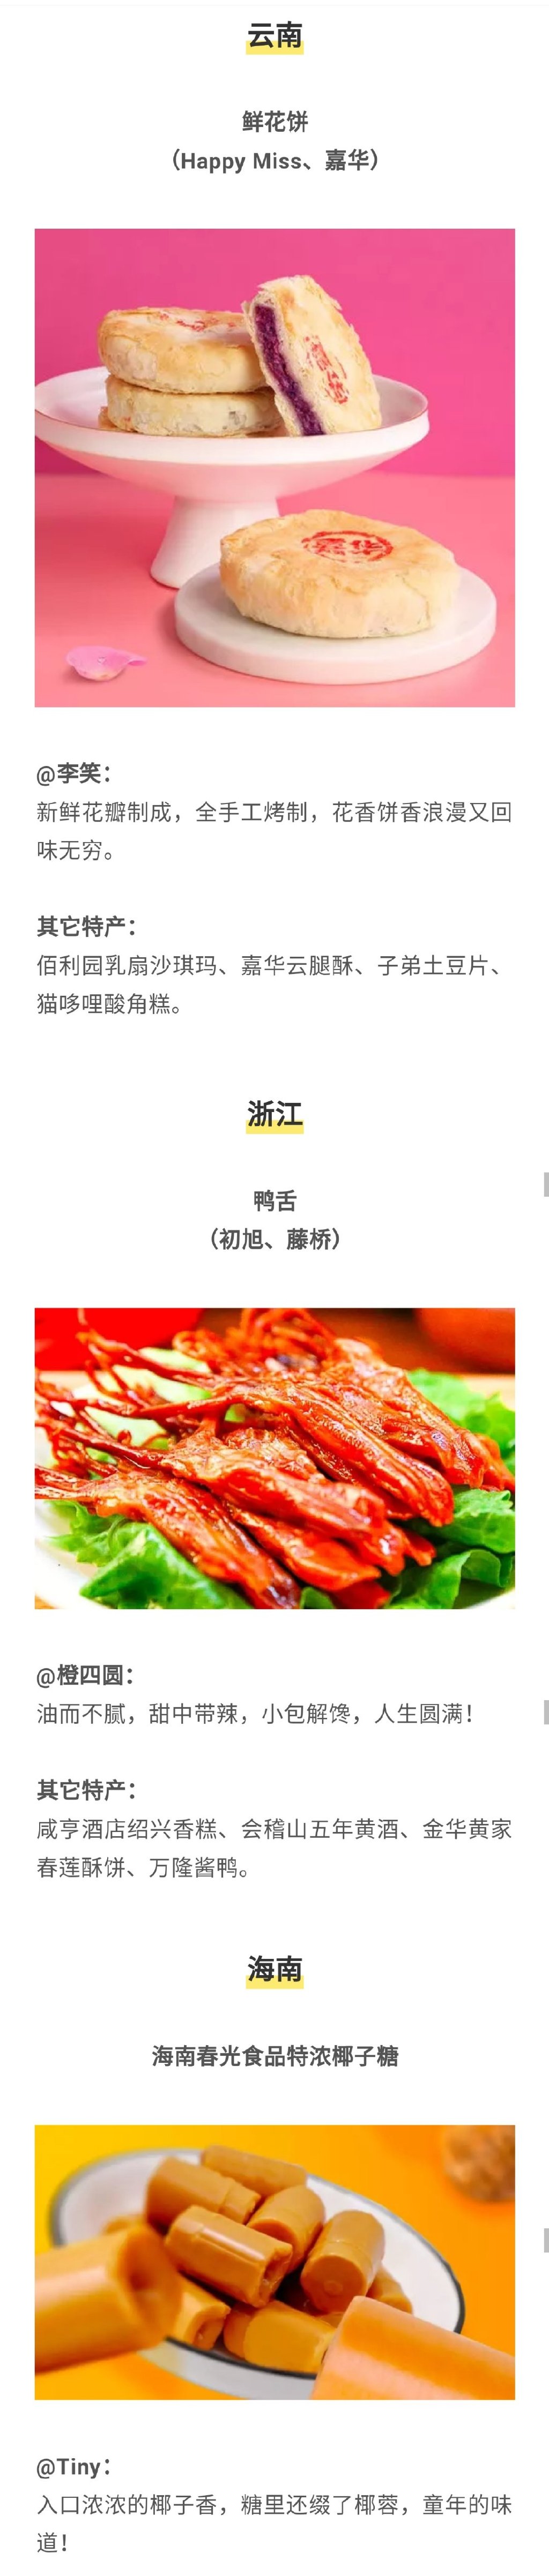 云南
鲜花饼
（Happy Miss、嘉华）
嘉华
@李笑：
新鲜花瓣制成，全手工烤制，花香饼香浪漫又回
味无穷。
其它特产：
佰利园乳扇沙琪玛、嘉华云腿酥、子弟土豆片、
猫哆哩酸角糕。
浙江
鸭舌
（初旭、藤桥）
@橙四圆：
油而不腻，甜中带辣，小包解馋，人生圆满！
其它特产：
咸亨酒店绍兴香糕、会稽山五年黄酒、金华黄家
春莲酥饼、万隆酱鸭。
海南
海南春光食品特浓椰子糖
@Tiny：
入口浓浓的椰子香，糖里还缀了椰蓉，童年的味
道！